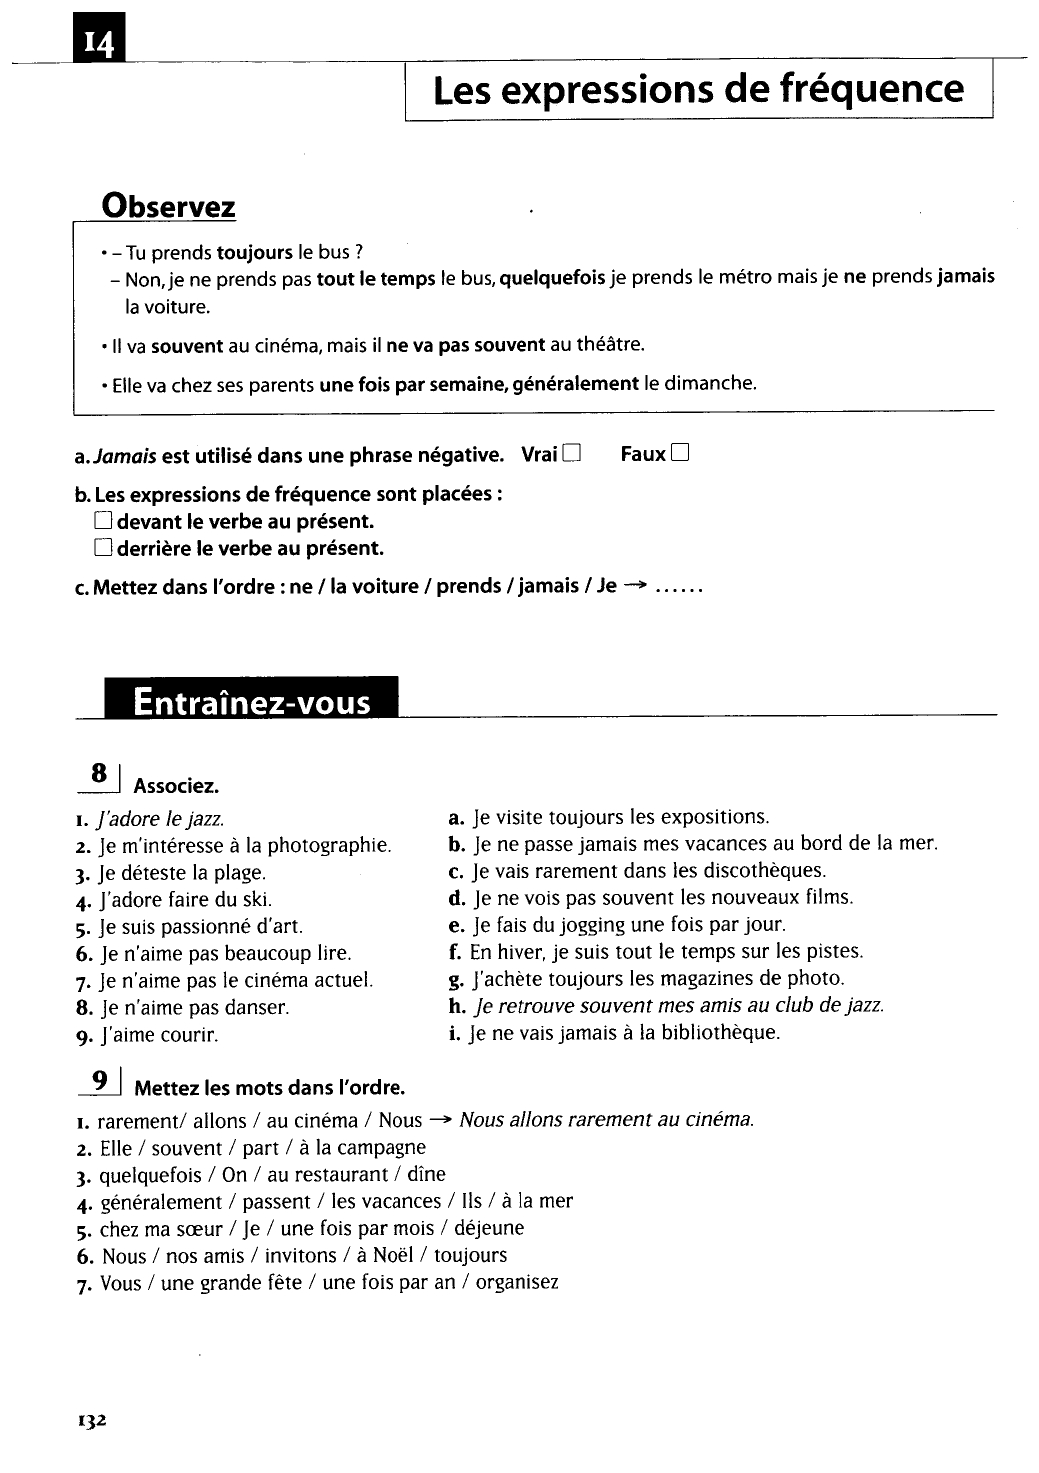 14
Les expressions de fréquence
Observez
• – Tu prends toujours le bus ?
– Non, je ne prends pas tout le temps le bus, quelquefois je prends le métro mais je ne prends jamais
la voiture.
• Il va souvent au cinéma, mais il ne va pas souvent au théâtre.
• Elle va chez ses parents une fois par semaine, généralement le dimanche.
a. Jamais est utilisé dans une phrase négative. Vrai □ Faux □
b. Les expressions de fréquence sont placées :
□ devant le verbe au présent.
□ derrière le verbe au présent.
c. Mettez dans l'ordre : ne / la voiture / prends / jamais / Je → ......
Entraînez-vous
8 Associez.
1. J'adore le jazz.
2. Je m'intéresse à la photographie.
3. Je déteste la plage.
4. J'adore faire du ski.
5. Je suis passionné d'art.
6. Je n'aime pas beaucoup lire.
7. Je n'aime pas le cinéma actuel.
8. Je n'aime pas danser.
9. J'aime courir.
a. Je visite toujours les expositions.
b. Je ne passe jamais mes vacances au bord de la mer.
c. Je vais rarement dans les discothèques.
d. Je ne vois pas souvent les nouveaux films.
e. Je fais du jogging une fois par jour.
f. En hiver, je suis tout le temps sur les pistes.
g. J'achète toujours les magazines de photo.
h. Je retrouve souvent mes amis au club de jazz.
i. Je ne vais jamais à la bibliothèque.
9 Mettez les mots dans l'ordre.
1. rarement/ allons / au cinéma / Nous → Nous allons rarement au cinéma.
2. Elle / souvent / part / à la campagne
3. quelquefois / On / au restaurant / dîne
4. généralement / passent / les vacances / Ils / à la mer
5. chez ma sœur / Je / une fois par mois / déjeune
6. Nous / nos amis / invitons / à Noël / toujours
7. Vous / une grande fête / une fois par an / organisez
132